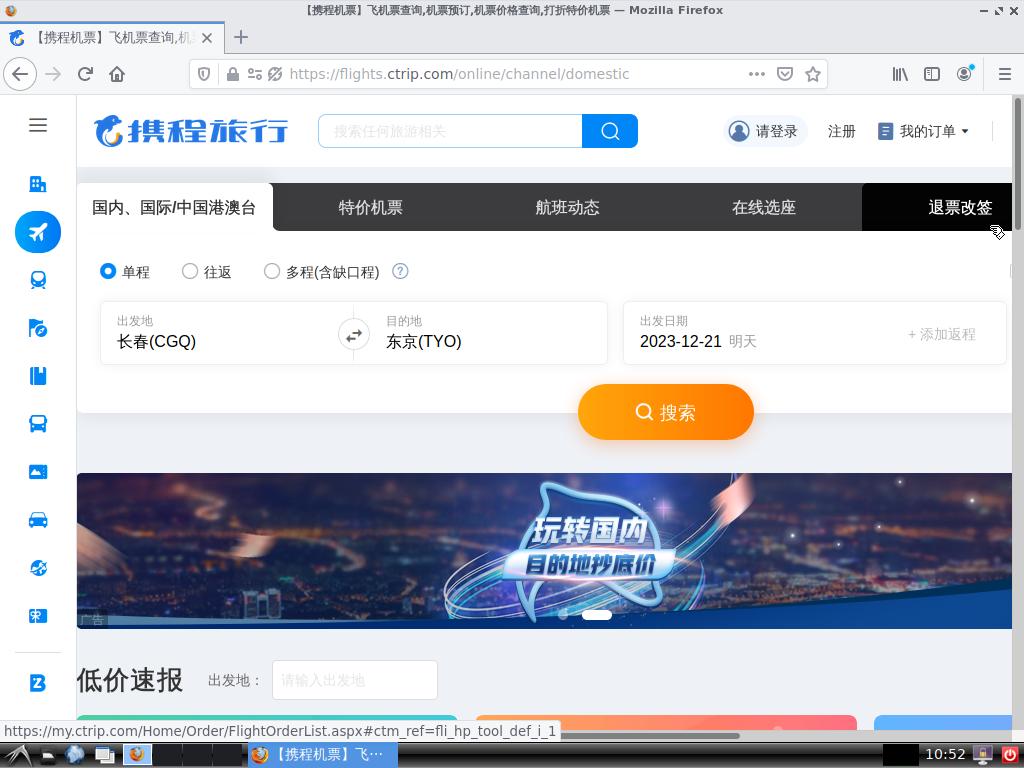 【携程机票】飞机票查询,机票预订,机票价格查询,打折特价机票 — Mozilla Firefox
【携程机票】飞机票查询,机
https://flights.ctrip.com/online/channel/domestic
携程旅行
搜索任何旅游相关
请登录
注册
我的订单
国内、国际/中国港澳台
特价机票
航班动态
在线选座
退票改签
单程
往返
多程(含缺口程)
?
出发地
长春(CGQ)
目的地
东京(TYO)
出发日期
2023-12-21 明天
+ 添加返程
搜索
玩转国内
目的地抄底价
广告
低价速报
出发地：
请输入出发地
https://my.ctrip.com/Home/Order/FlightOrderList.aspx#ctm_ref=fli_hp_tool_def_i_1
【携程机票】飞…
10:52